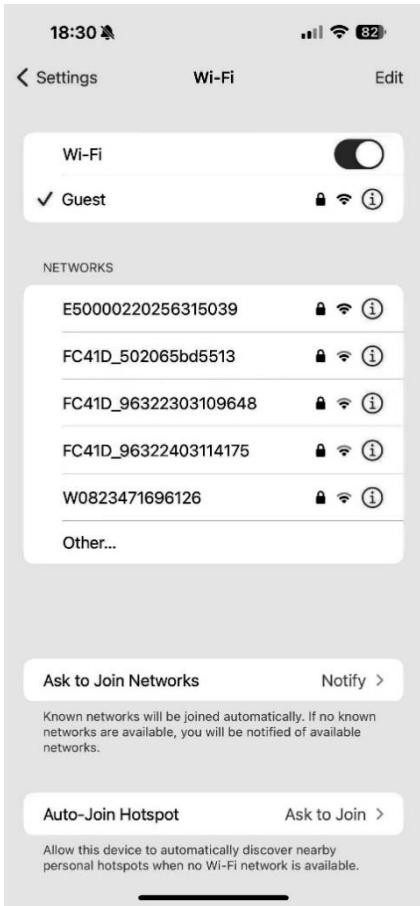 18:30 82
Settings Wi-Fi Edit
Wi-Fi
Guest
NETWORKS
E50000220256315039
FC41D_502065bd5513
FC41D_96322303109648
FC41D_96322403114175
W0823471696126
Other...
Ask to Join Networks Notify
Known networks will be joined automatically. If no known
networks are available, you will be notified of available
networks.
Auto-Join Hotspot Ask to Join
Allow this device to automatically discover nearby
personal hotspots when no Wi-Fi network is available.